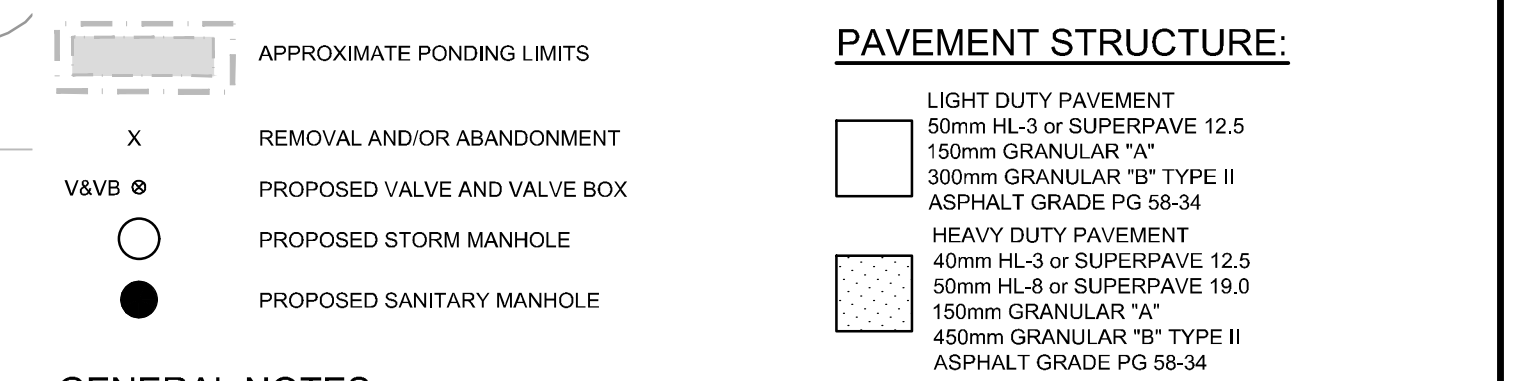 APPROXIMATE PONDING LIMITS
X REMOVAL AND/OR ABANDONMENT
V&VB ⊗ PROPOSED VALVE AND VALVE BOX
PROPOSED STORM MANHOLE
PROPOSED SANITARY MANHOLE
GENERAL NOTES
PAVEMENT STRUCTURE:
LIGHT DUTY PAVEMENT
50mm HL-3 or SUPERPAVE 12.5
150mm GRANULAR "A"
300mm GRANULAR "B" TYPE II
ASPHALT GRADE PG 58-34
HEAVY DUTY PAVEMENT
40mm HL-3 or SUPERPAVE 12.5
50mm HL-8 or SUPERPAVE 19.0
150mm GRANULAR "A"
450mm GRANULAR "B" TYPE II
ASPHALT GRADE PG 58-34